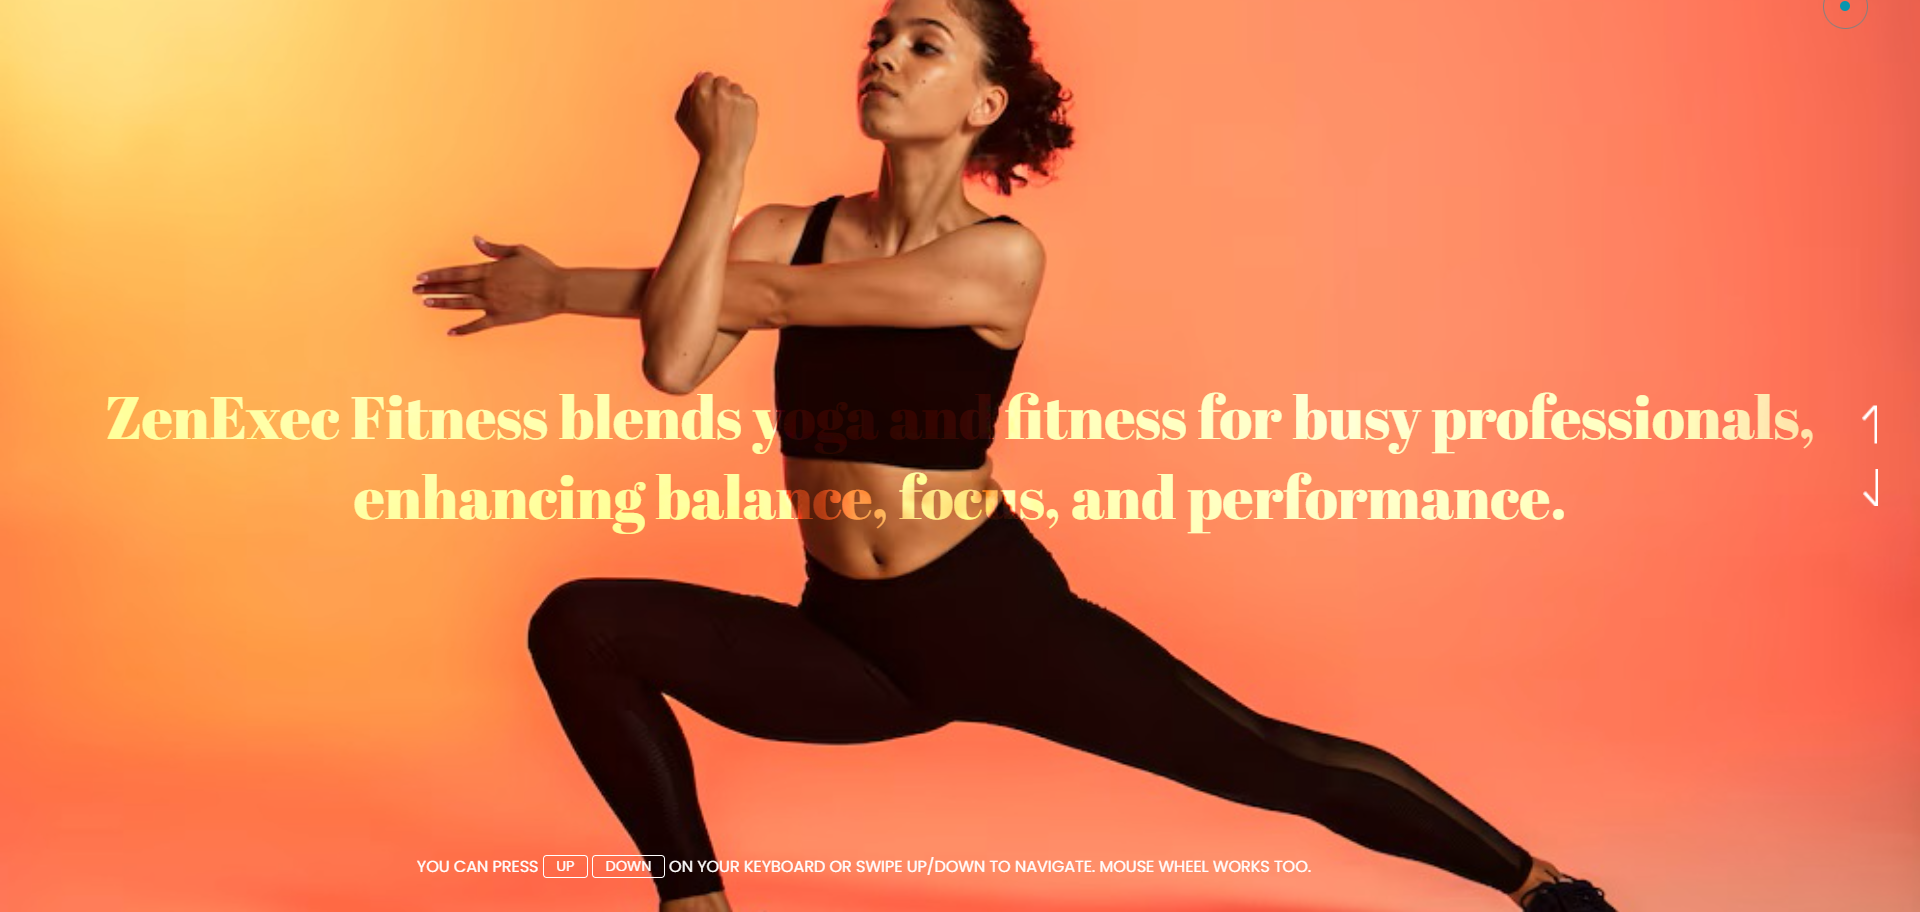 ZenExec Fitness blends yoga and fitness for busy professionals,
enhancing balance, focus, and performance.
YOU CAN PRESS UP DOWN ON YOUR KEYBOARD OR SWIPE UP/DOWN TO NAVIGATE. MOUSE WHEEL WORKS TOO.